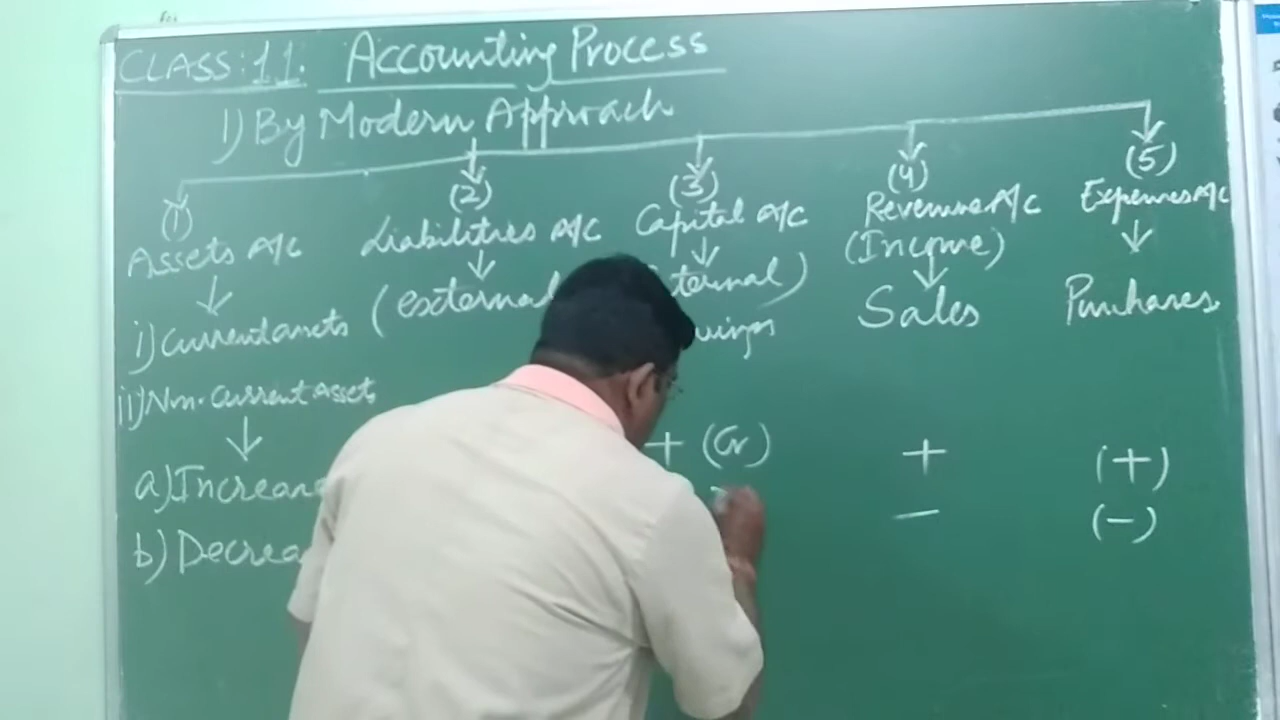 CLASS:11. Accounting Process
1) By Modern Approach
(1) (2) (3) (4) (5)
Assets A/c Liabilities A/c Capital A/c Revenue A/c Expenses A/c
(external ternal) (Income)
i) Current assets Sales Purchases
ii) Non-Current Assets
a) Increase + (Cr) + (+)
b) Decrea - (-)